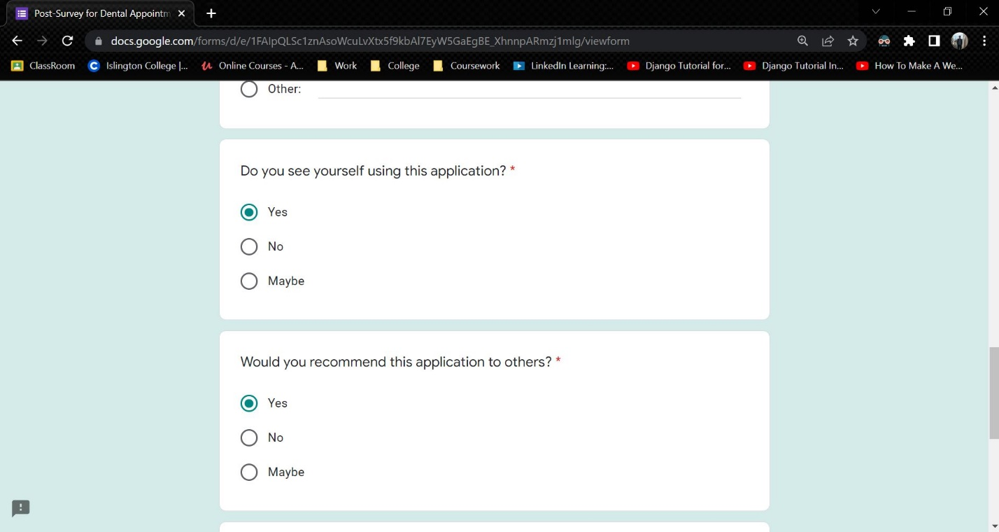 Post-Survey for Dental Appointm
docs.google.com/forms/d/e/1FAIpQLSc1znAsoWcuLvXtx5f9kbAl7EyW5GaEgBE_XhnnpARmzj1mlg/viewform
ClassRoom Islington College |... Online Courses - A... Work College Coursework LinkedIn Learning:... Django Tutorial for... Django Tutorial In... How To Make A We...
Other:
Do you see yourself using this application? *
Yes
No
Maybe
Would you recommend this application to others? *
Yes
No
Maybe